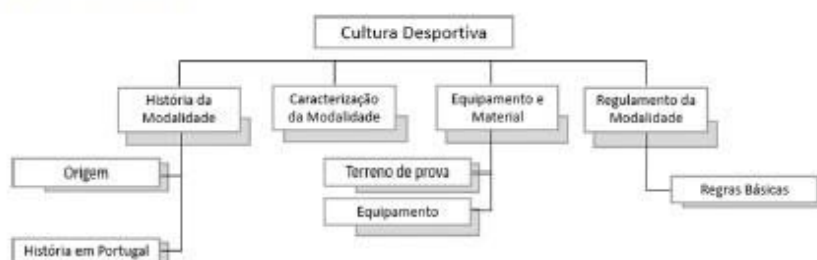 Cultura Desportiva
História da
Modalidade
Caracterização
da Modalidade
Equipamento e
Material
Regulamento da
Modalidade
Origem
Terreno de prova
Regras Básicas
Equipamento
História em Portugal